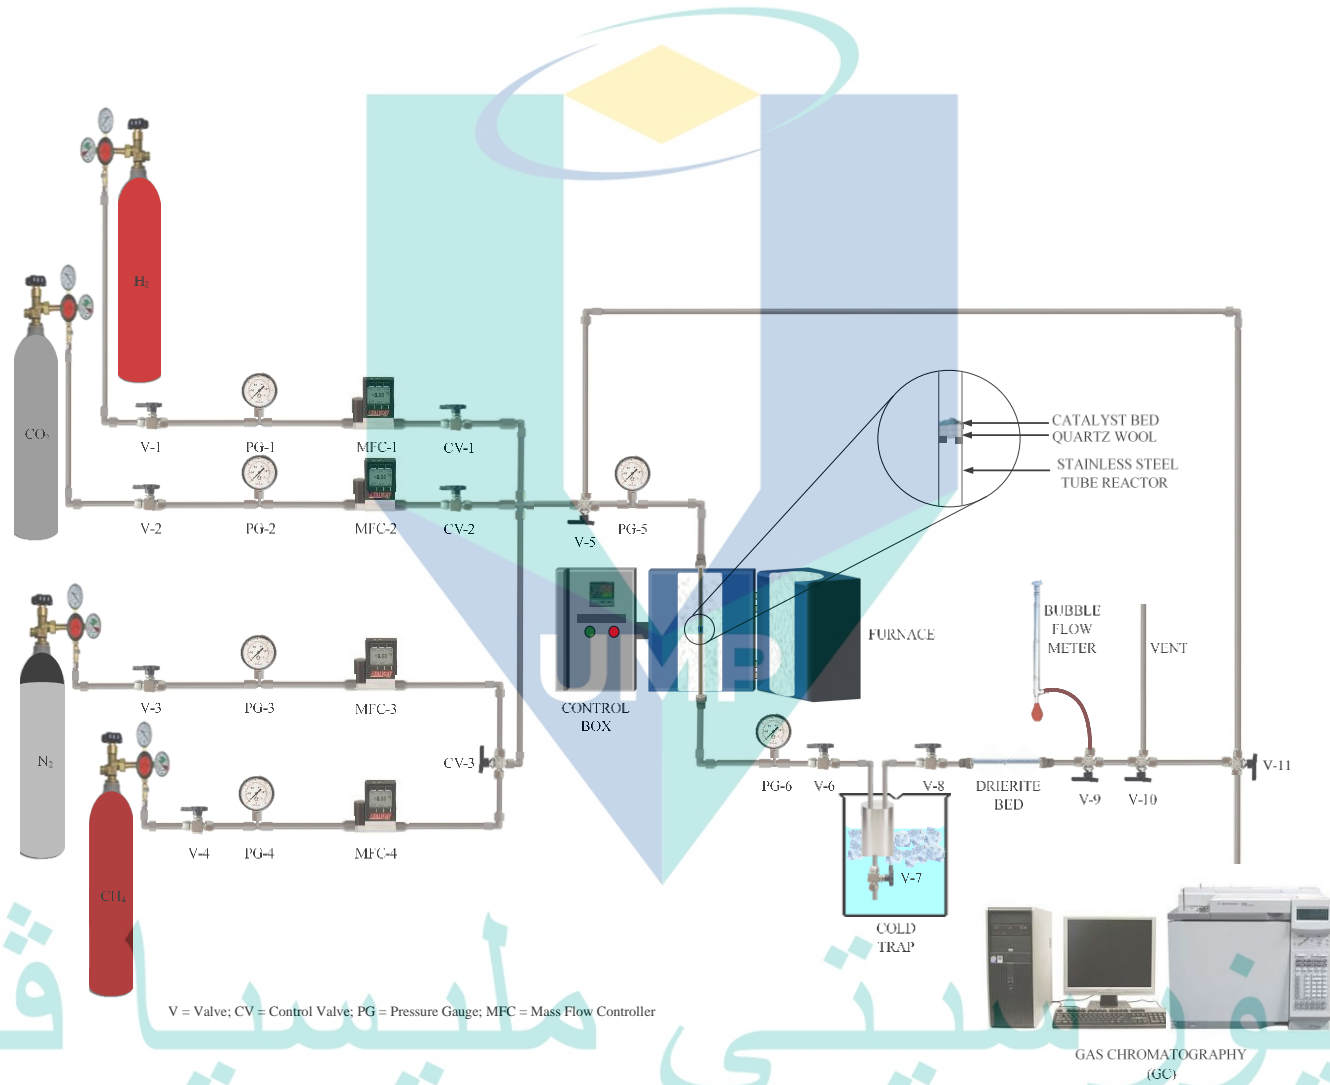 H₂
CO₂
V-1
PG-1
MFC-1
CV-1
V-2
PG-2
MFC-2
CV-2
V-5
PG-5
CATALYST BED
QUARTZ WOOL
STAINLESS STEEL
TUBE REACTOR
N₂
V-3
PG-3
MFC-3
CV-3
CONTROL
BOX
FURNACE
UMP
BUBBLE
FLOW
METER
VENT
CH₄
V-4
PG-4
MFC-4
PG-6
V-6
V-8
DRIERITE
BED
V-9
V-10
V-11
V-7
COLD
TRAP
V = Valve; CV = Control Valve; PG = Pressure Gauge; MFC = Mass Flow Controller
GAS CHROMATOGRAPHY
(GC)
يونيۏرسيتي مليسيا ق